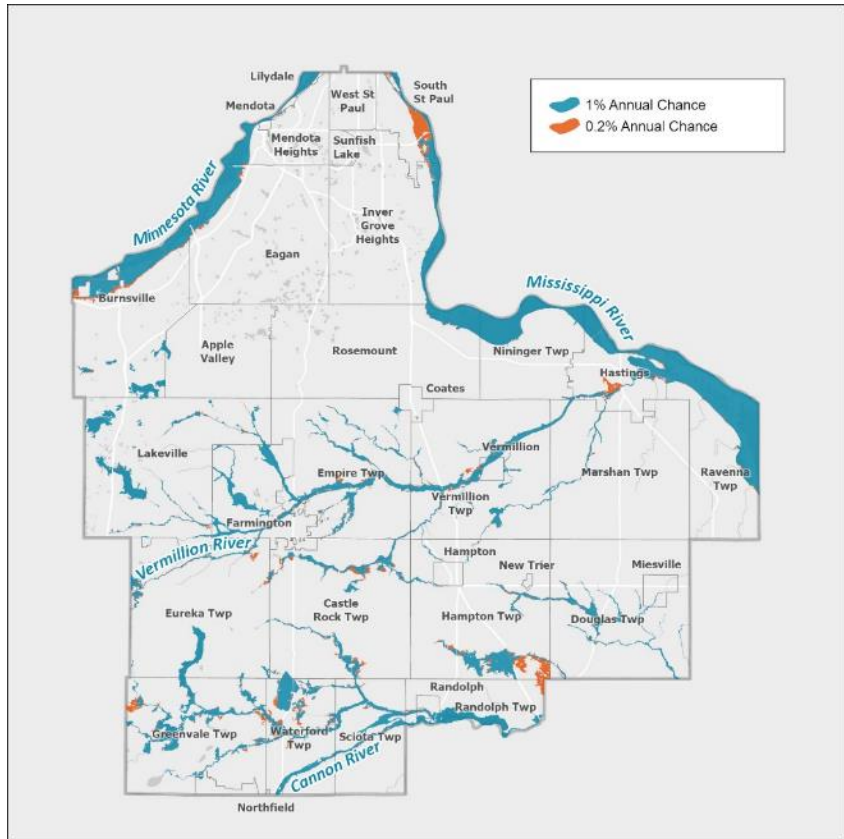 Lilydale
South
St Paul
West St
Paul
Mendota
Mendota
Heights
Sunfish
Lake
1% Annual Chance
0.2% Annual Chance
Minnesota River
Inver
Grove
Heights
Eagan
Burnsville
Mississippi River
Apple
Valley
Rosemount
Nininger Twp
Hastings
Coates
Lakeville
Empire Twp
Vermillion
Vermillion
Twp
Marshan Twp
Ravenna
Twp
Farmington
Vermillion River
Hampton
New Trier
Miesville
Eureka Twp
Castle
Rock Twp
Hampton Twp
Douglas Twp
Randolph
Randolph Twp
Greenvale Twp
Waterford
Twp
Sciota Twp
Cannon River
Northfield